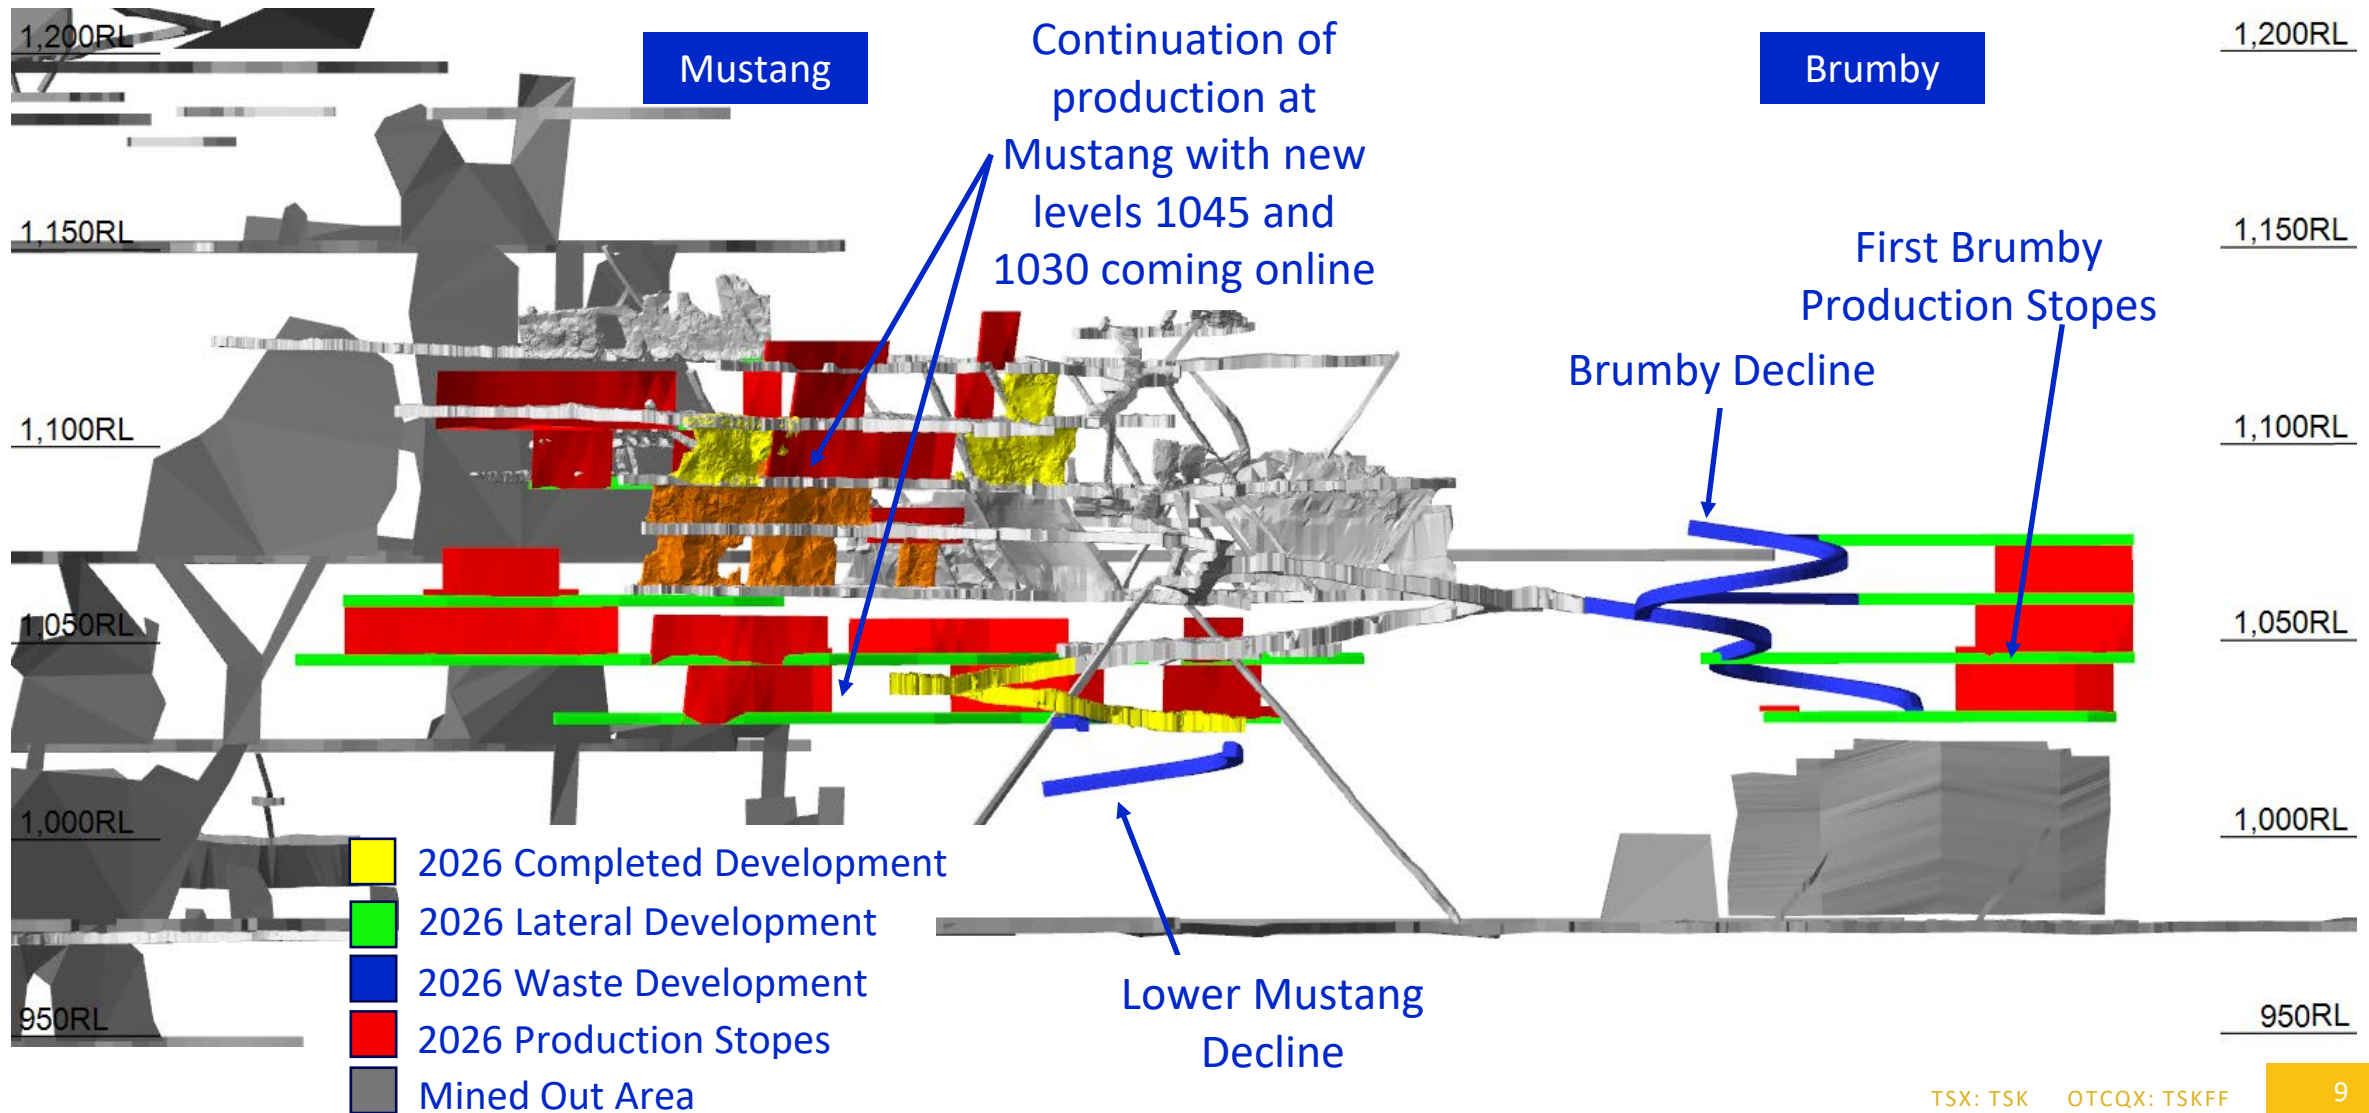 1,200RL
Mustang
Continuation of
production at
Mustang with new
levels 1045 and
1030 coming online
Brumby
1,200RL
1,150RL
1,150RL
First Brumby
Production Stopes
Brumby Decline
1,100RL
1,100RL
1,050RL
1,050RL
1,000RL
1,000RL
2026 Completed Development
2026 Lateral Development
2026 Waste Development
2026 Production Stopes
Mined Out Area
Lower Mustang
Decline
950RL
950RL
TSX: TSK OTCQX: TSKFF
9